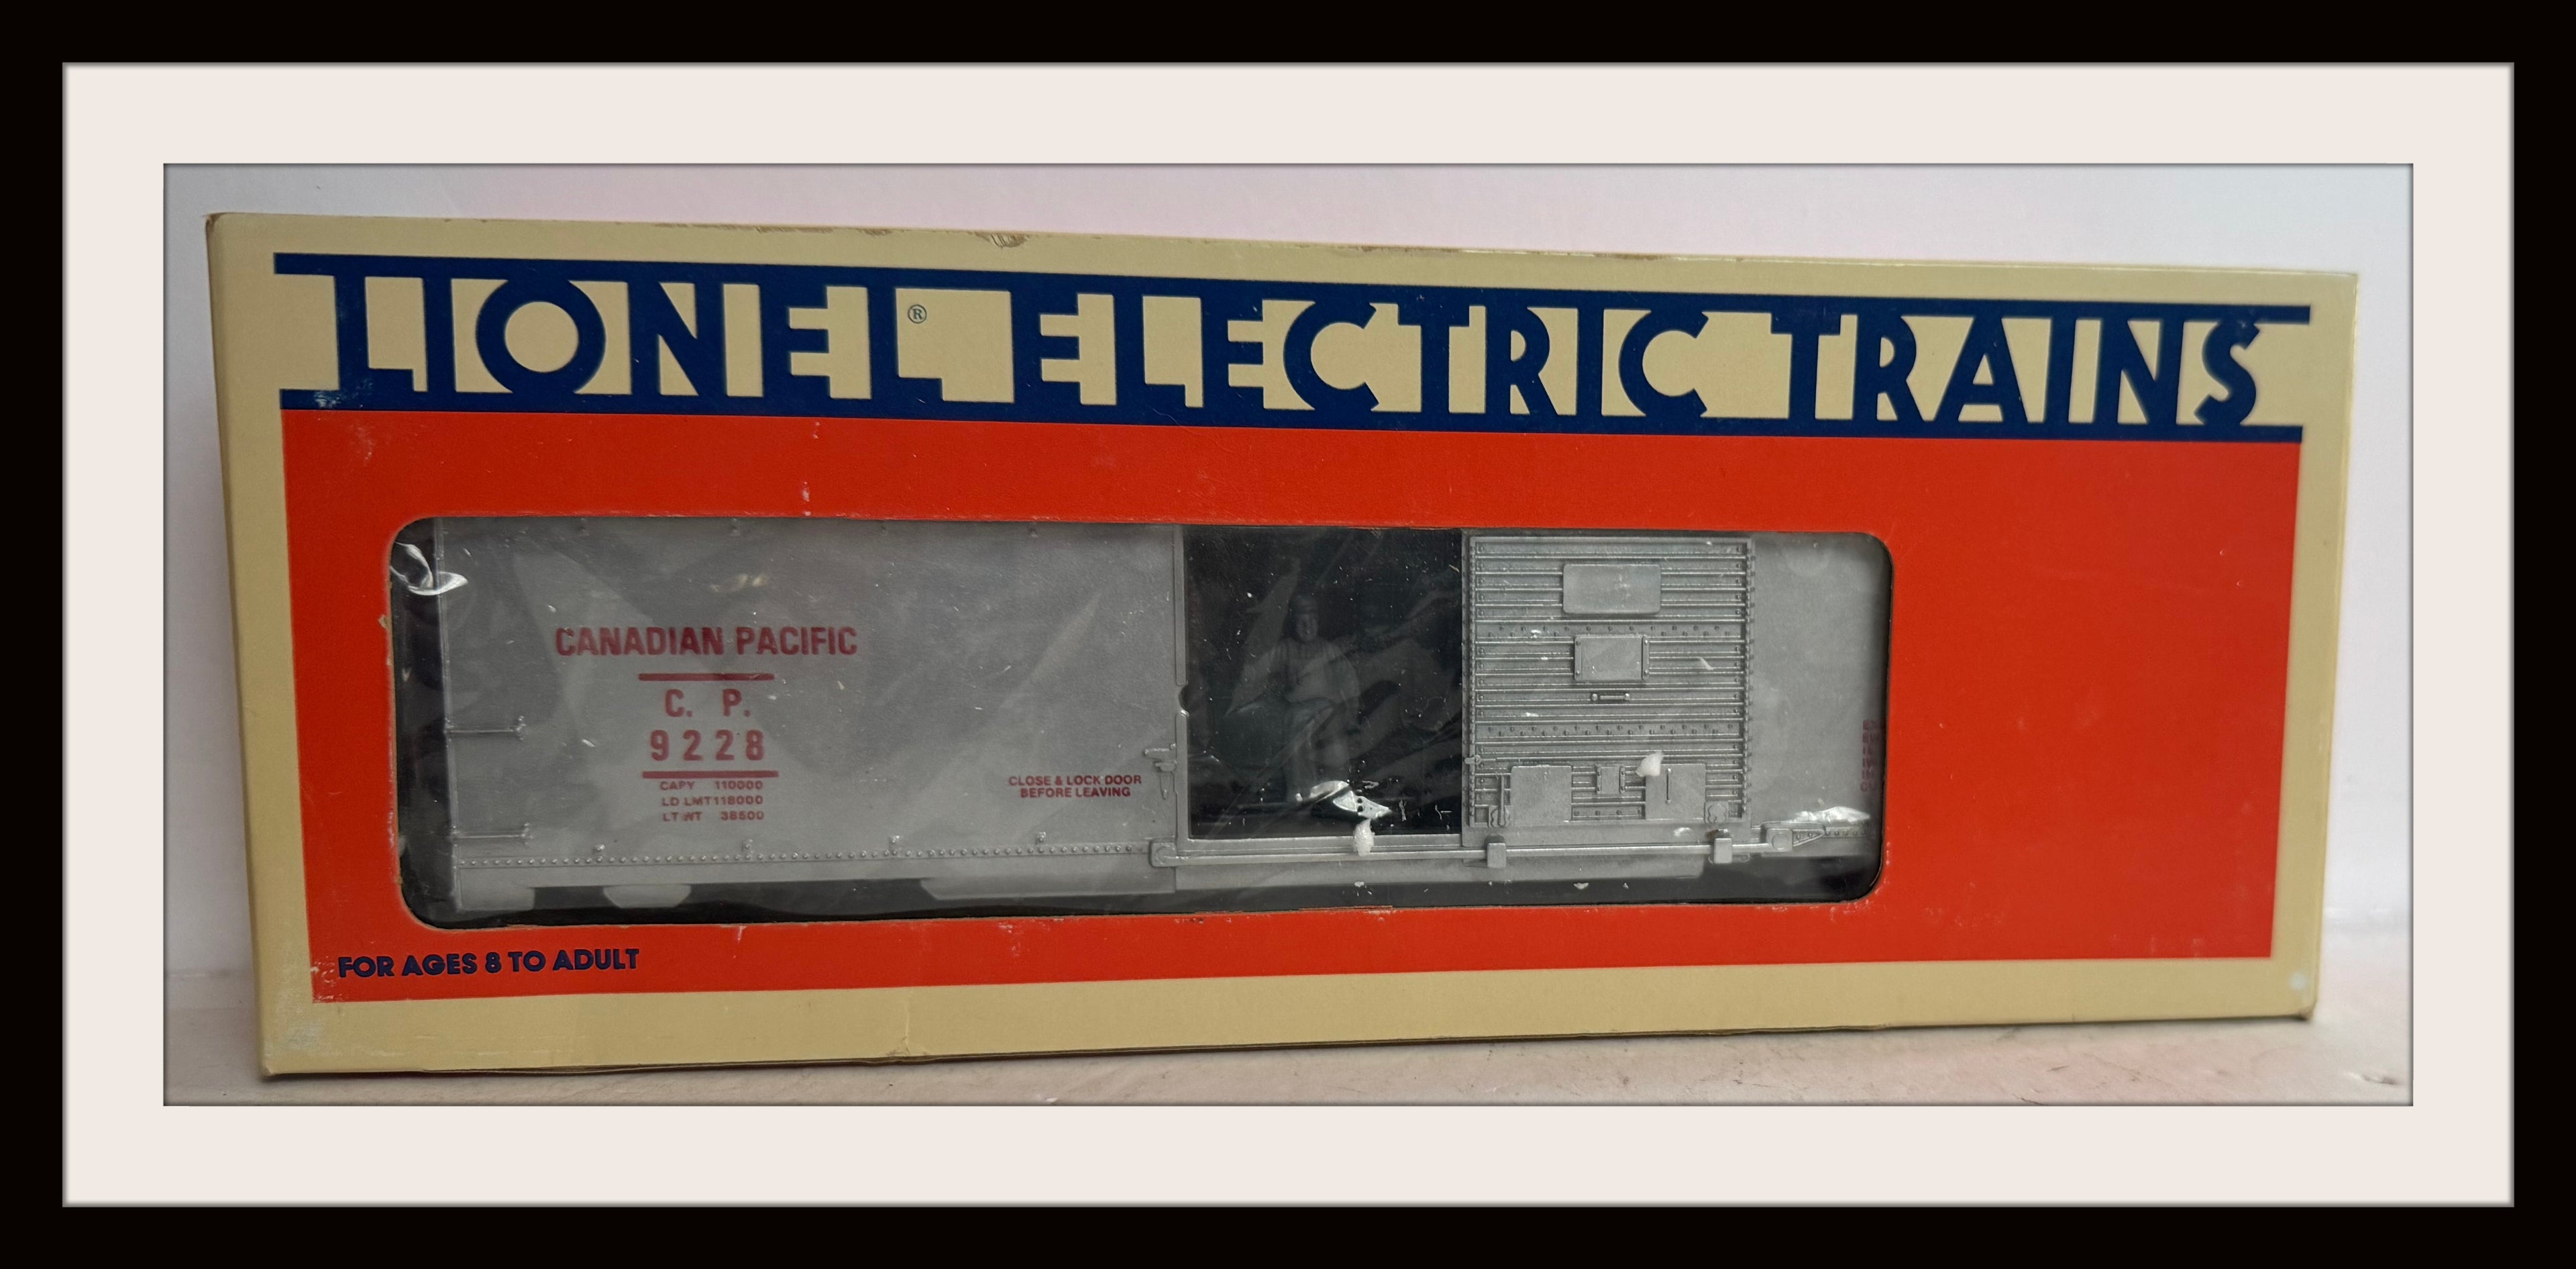 LIONEL® ELECTRIC TRAINS
CANADIAN PACIFIC
C. P.
9228
CAPY 110000
LD LMT 118000
LT WT 38600
CLOSE & LOCK DOOR
BEFORE LEAVING
FOR AGES 8 TO ADULT